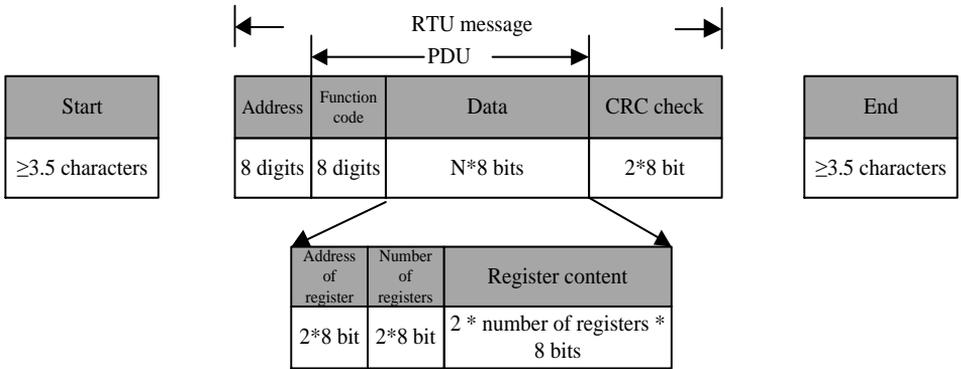 RTU message
PDU
Start
Address
Function
code
Data
CRC check
End
≥3.5 characters
8 digits
8 digits
N*8 bits
2*8 bit
≥3.5 characters
Address
of
register
Number
of
registers
Register content
2*8 bit
2*8 bit
2 * number of registers *
8 bits